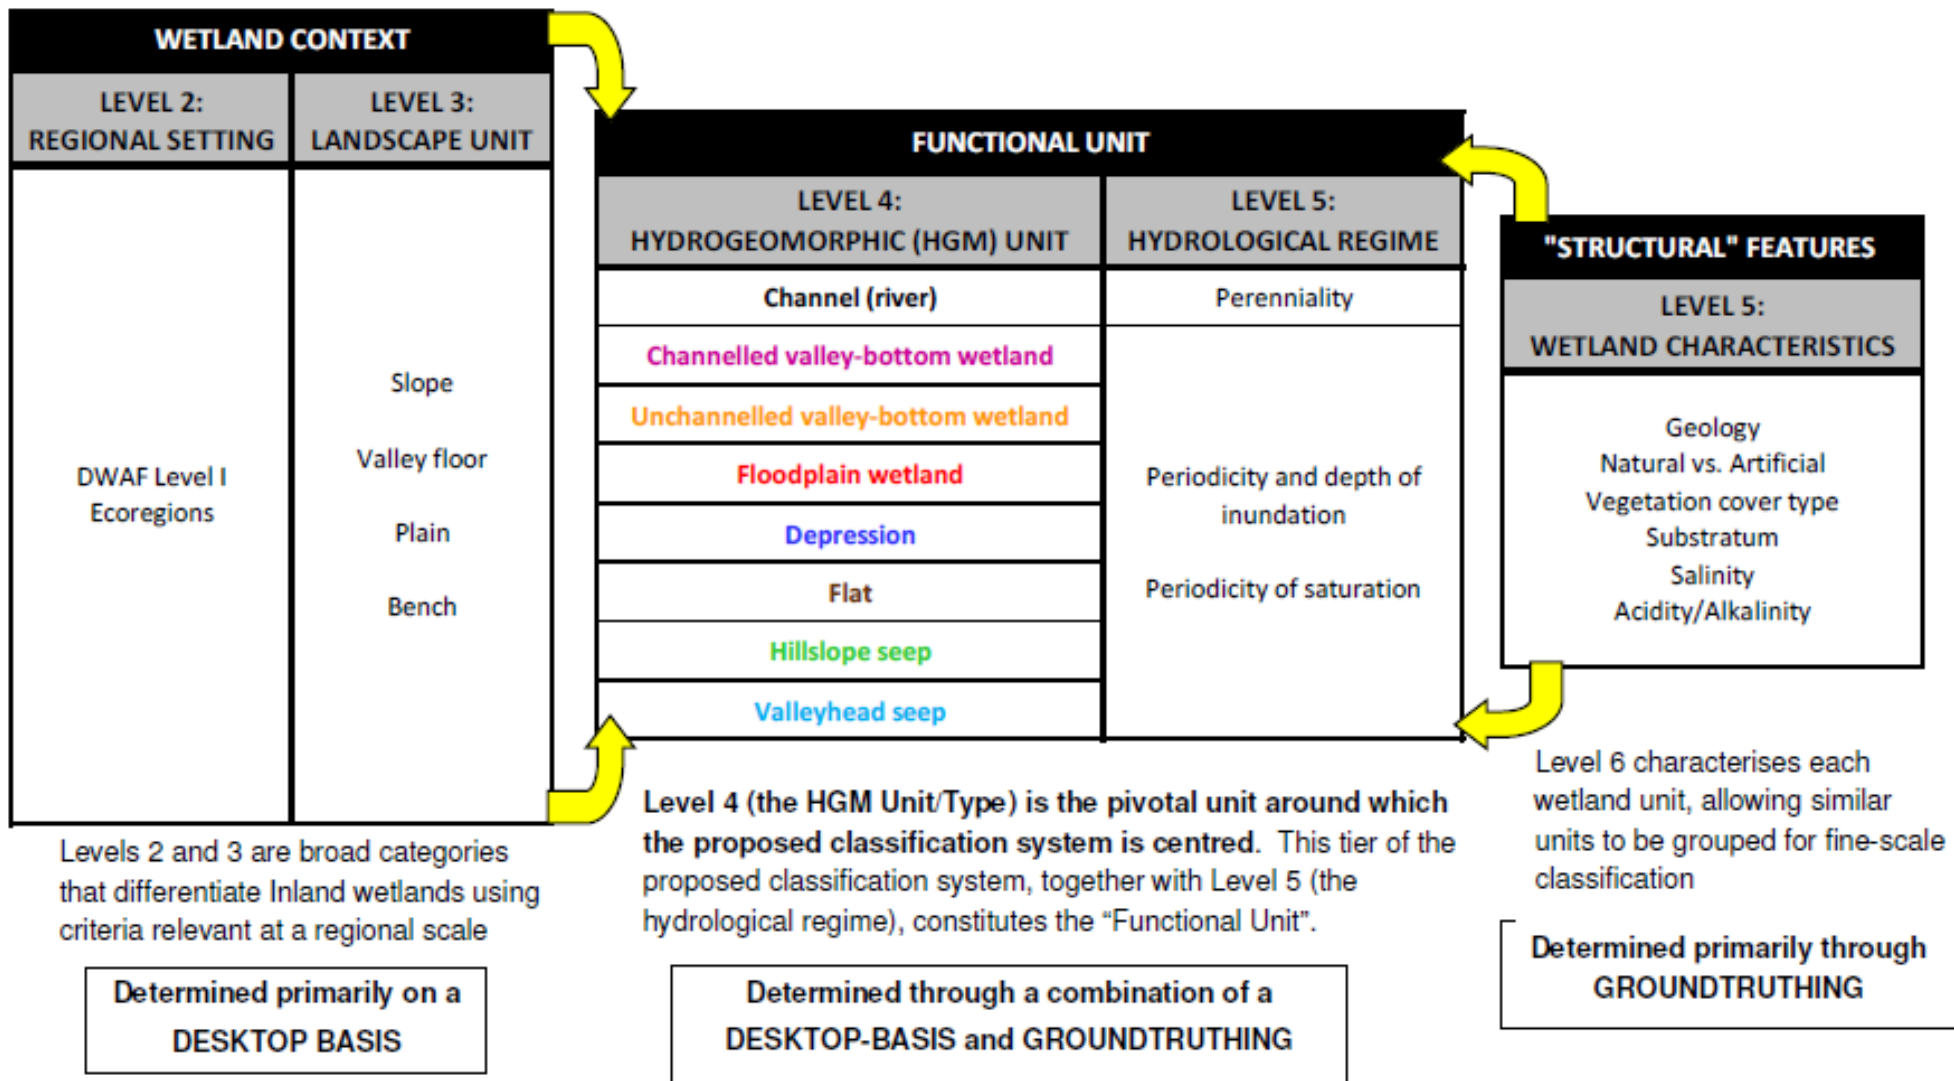 WETLAND CONTEXT
LEVEL 2:
REGIONAL SETTING
LEVEL 3:
LANDSCAPE UNIT
DWAF Level I
Ecoregions
Slope
Valley floor
Plain
Bench
Levels 2 and 3 are broad categories
that differentiate Inland wetlands using
criteria relevant at a regional scale
Determined primarily on a
DESKTOP BASIS
FUNCTIONAL UNIT
LEVEL 4:
HYDROGEOMORPHIC (HGM) UNIT
LEVEL 5:
HYDROLOGICAL REGIME
Channel (river)
Perenniality
Channelled valley-bottom wetland
Unchannelled valley-bottom wetland
Floodplain wetland
Depression
Flat
Hillslope seep
Valleyhead seep
Periodicity and depth of
inundation
Periodicity of saturation
Level 4 (the HGM Unit/Type) is the pivotal unit around which
the proposed classification system is centred. This tier of the
proposed classification system, together with Level 5 (the
hydrological regime), constitutes the “Functional Unit”.
Determined through a combination of a
DESKTOP-BASIS and GROUNDTRUTHING
"STRUCTURAL" FEATURES
LEVEL 5:
WETLAND CHARACTERISTICS
Geology
Natural vs. Artificial
Vegetation cover type
Substratum
Salinity
Acidity/Alkalinity
Level 6 characterises each
wetland unit, allowing similar
units to be grouped for fine-scale
classification
Determined primarily through
GROUNDTRUTHING